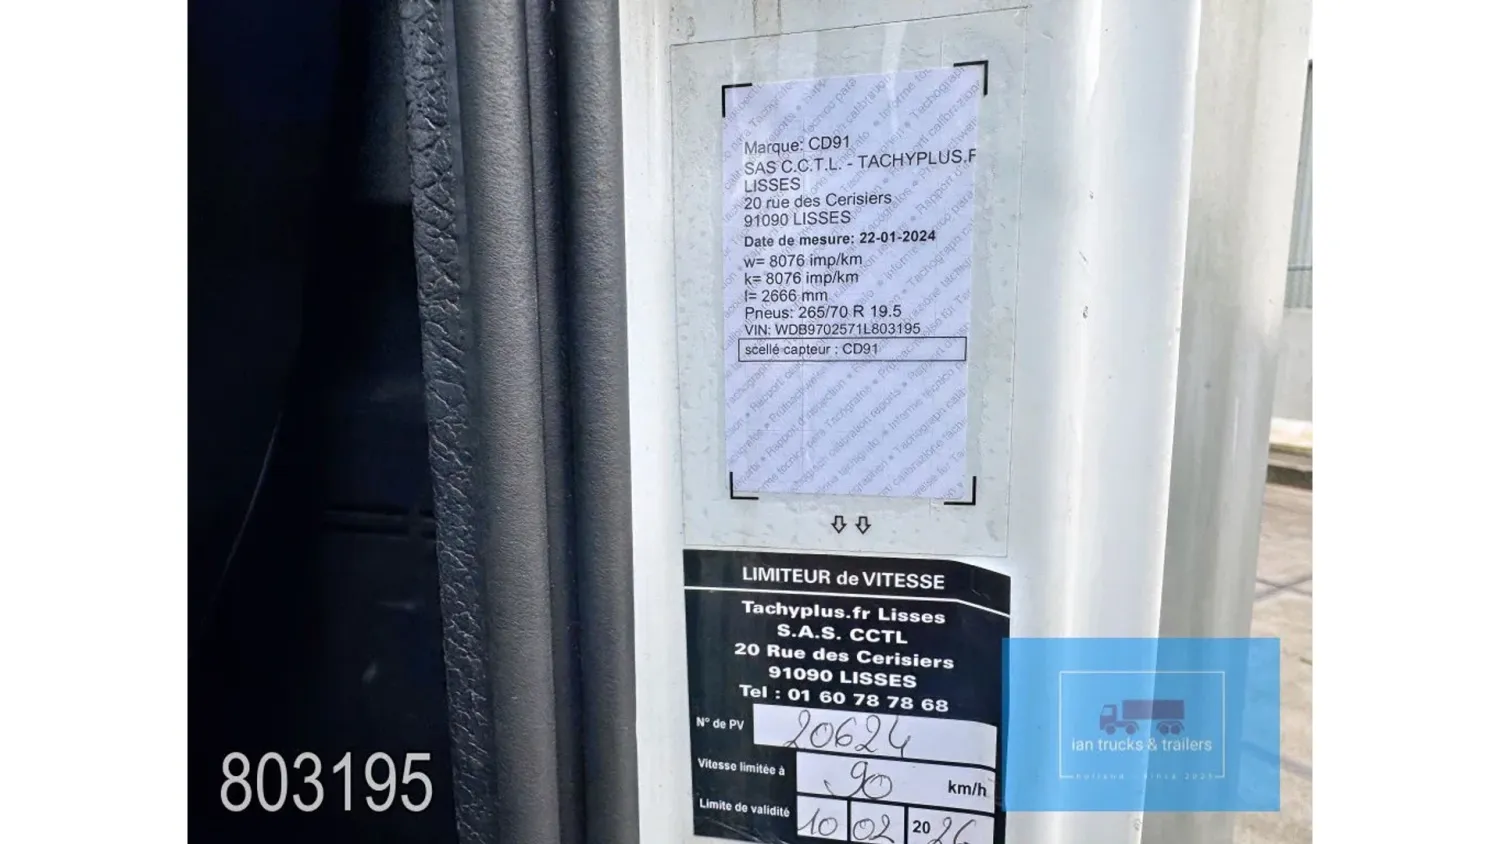 Marque: CD91
SAS C.C.T.L. - TACHYPLUS.F
LISSES
20 rue des Cerisiers
91090 LISSES
Date de mesure: 22-01-2024
w= 8076 imp/km
k= 8076 imp/km
l= 2666 mm
Pneus: 265/70 R 19.5
VIN: WDB9702571L803195
scellé capteur : CD91
LIMITEUR de VITESSE
Tachyplus.fr Lisses
S.A.S. CCTL
20 Rue des Cerisiers
91090 LISSES
Tel : 01 60 78 78 68
N° de PV 20624
Vitesse limitée à 90 km/h
Limite de validité 10 02 2026
803195
ian trucks & trailers
holland - since 2021